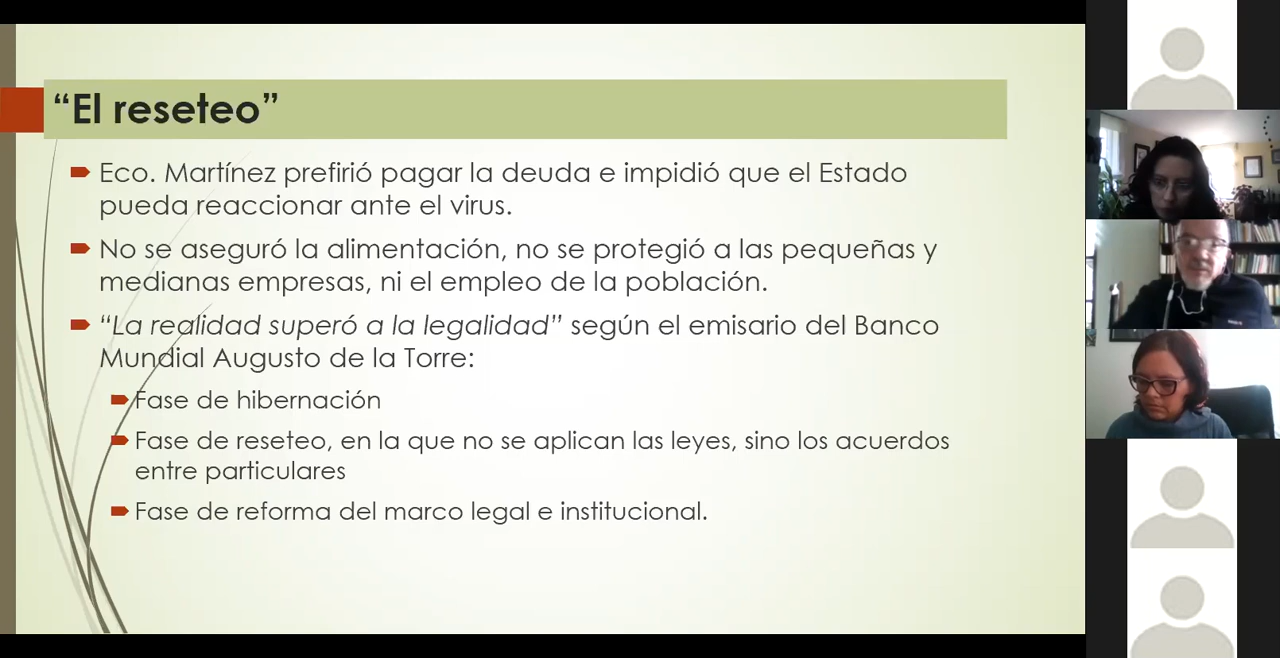 “El reseteo”
Eco. Martínez prefirió pagar la deuda e impidió que el Estado
pueda reaccionar ante el virus.
No se aseguró la alimentación, no se protegió a las pequeñas y
medianas empresas, ni el empleo de la población.
“La realidad superó a la legalidad” según el emisario del Banco
Mundial Augusto de la Torre:
Fase de hibernación
Fase de reseteo, en la que no se aplican las leyes, sino los acuerdos
entre particulares
Fase de reforma del marco legal e institucional.